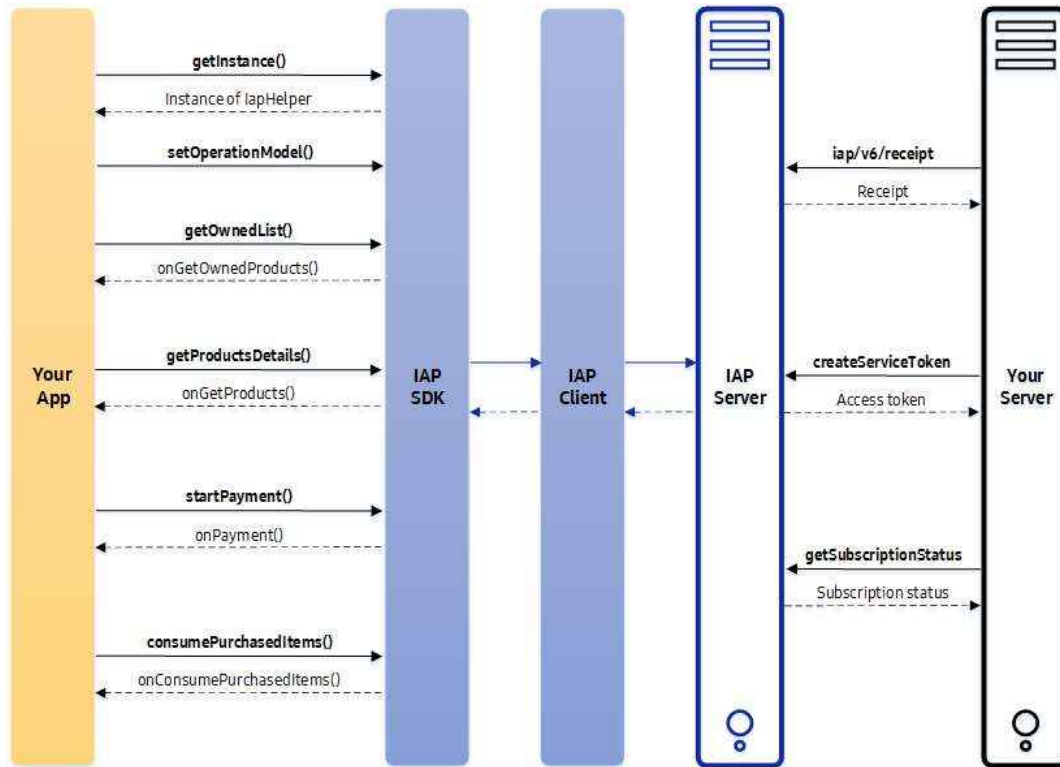 getInstance()
Instance of IapHelper
setOperationModel()
iap/v6/receipt
Receipt
getOwnedList()
onGetOwnedProducts()
getProductsDetails()
onGetProducts()
createServiceToken
Access token
Your
App
IAP
SDK
IAP
Client
IAP
Server
Your
Server
startPayment()
onPayment()
getSubscriptionStatus
Subscription status
consumePurchasedItems()
onConsumePurchasedItems()